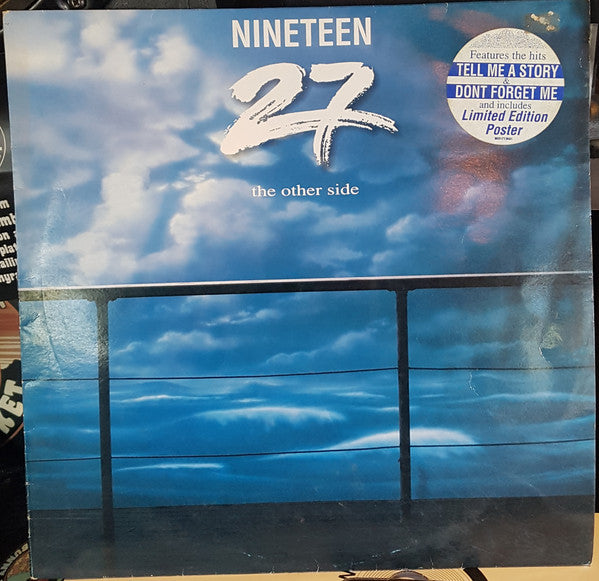 NINETEEN
27
the other side
Features the hits
TELL ME A STORY
&
DONT FORGET ME
and includes
Limited Edition
Poster